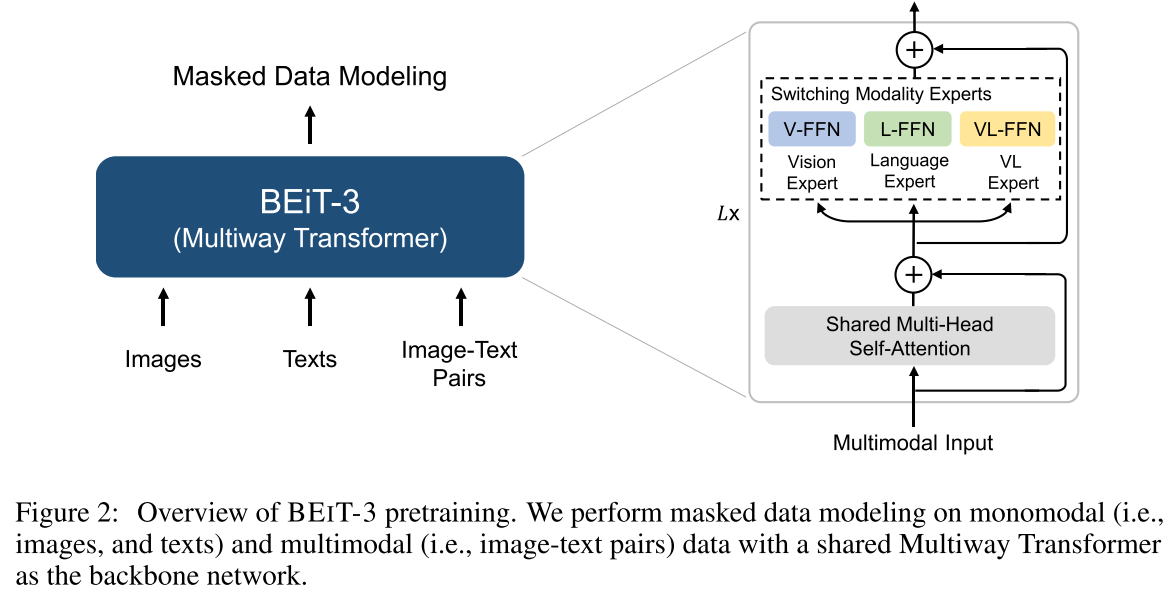 Masked Data Modeling
BEiT-3
(Multiway Transformer)
Images
Texts
Image-Text
Pairs
Switching Modality Experts
V-FFN
L-FFN
VL-FFN
Vision
Expert
Language
Expert
VL
Expert
Lx
Shared Multi-Head
Self-Attention
Multimodal Input
Figure 2: Overview of BEIT-3 pretraining. We perform masked data modeling on monomodal (i.e.,
images, and texts) and multimodal (i.e., image-text pairs) data with a shared Multiway Transformer
as the backbone network.